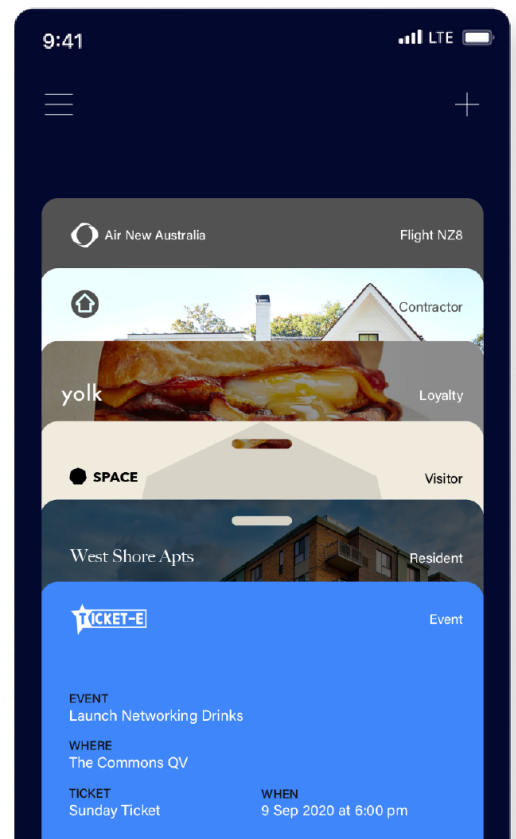 9:41 LTE
Air New Australia Flight NZ8
Contractor
yolk Loyalty
SPACE Visitor
West Shore Apts Resident
TICKET-E Event
EVENT
Launch Networking Drinks
WHERE
The Commons QV
TICKET WHEN
Sunday Ticket 9 Sep 2020 at 6:00 pm